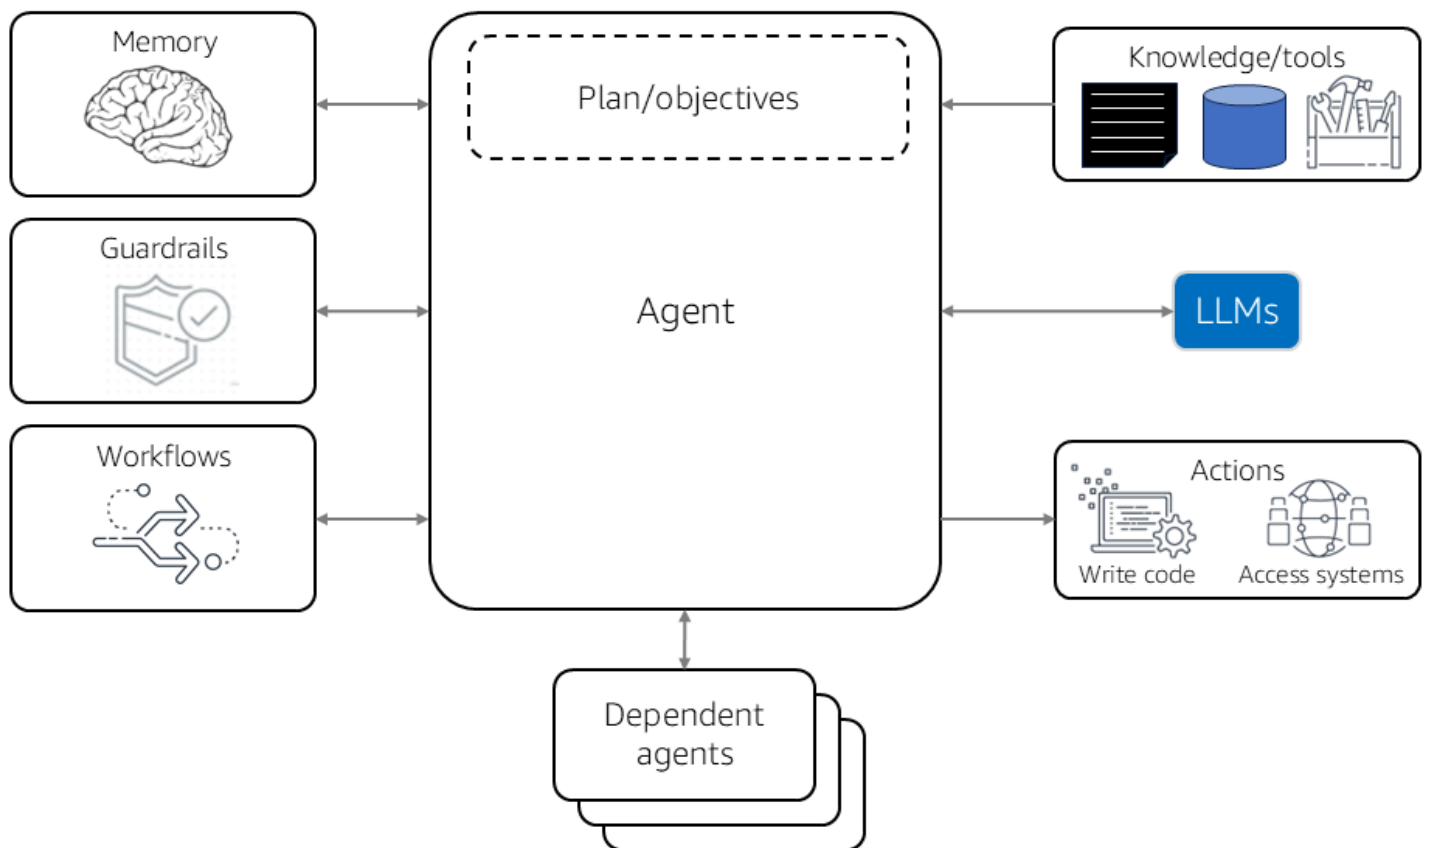 Memory
Plan/objectives
Knowledge/tools
Guardrails
Agent
LLMs
Workflows
Actions
Write code
Access systems
Dependent
agents